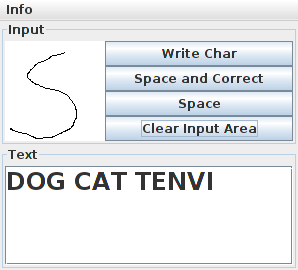 Info
Input
S
Write Char
Space and Correct
Space
Clear Input Area
Text
DOG CAT TENVI